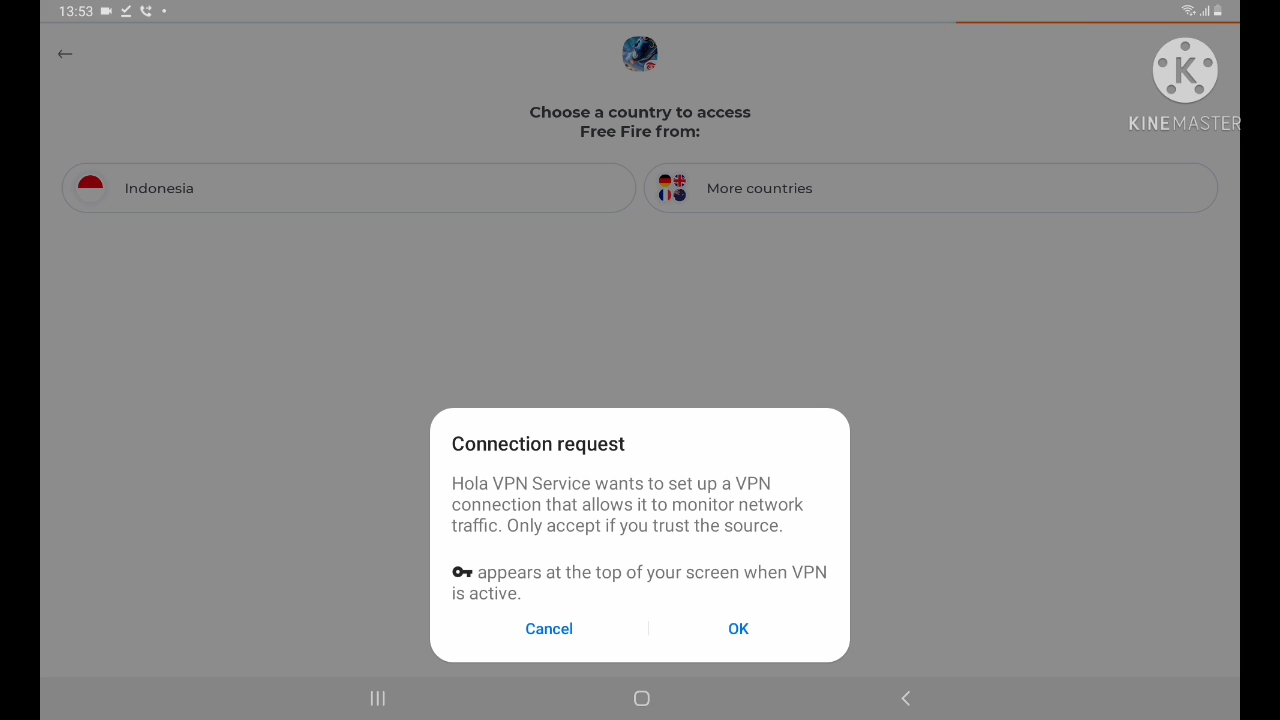 13:53
K
KINEMASTER
Choose a country to access
Free Fire from:
Indonesia
More countries
Connection request
Hola VPN Service wants to set up a VPN
connection that allows it to monitor network
traffic. Only accept if you trust the source.
appears at the top of your screen when VPN
is active.
Cancel
OK